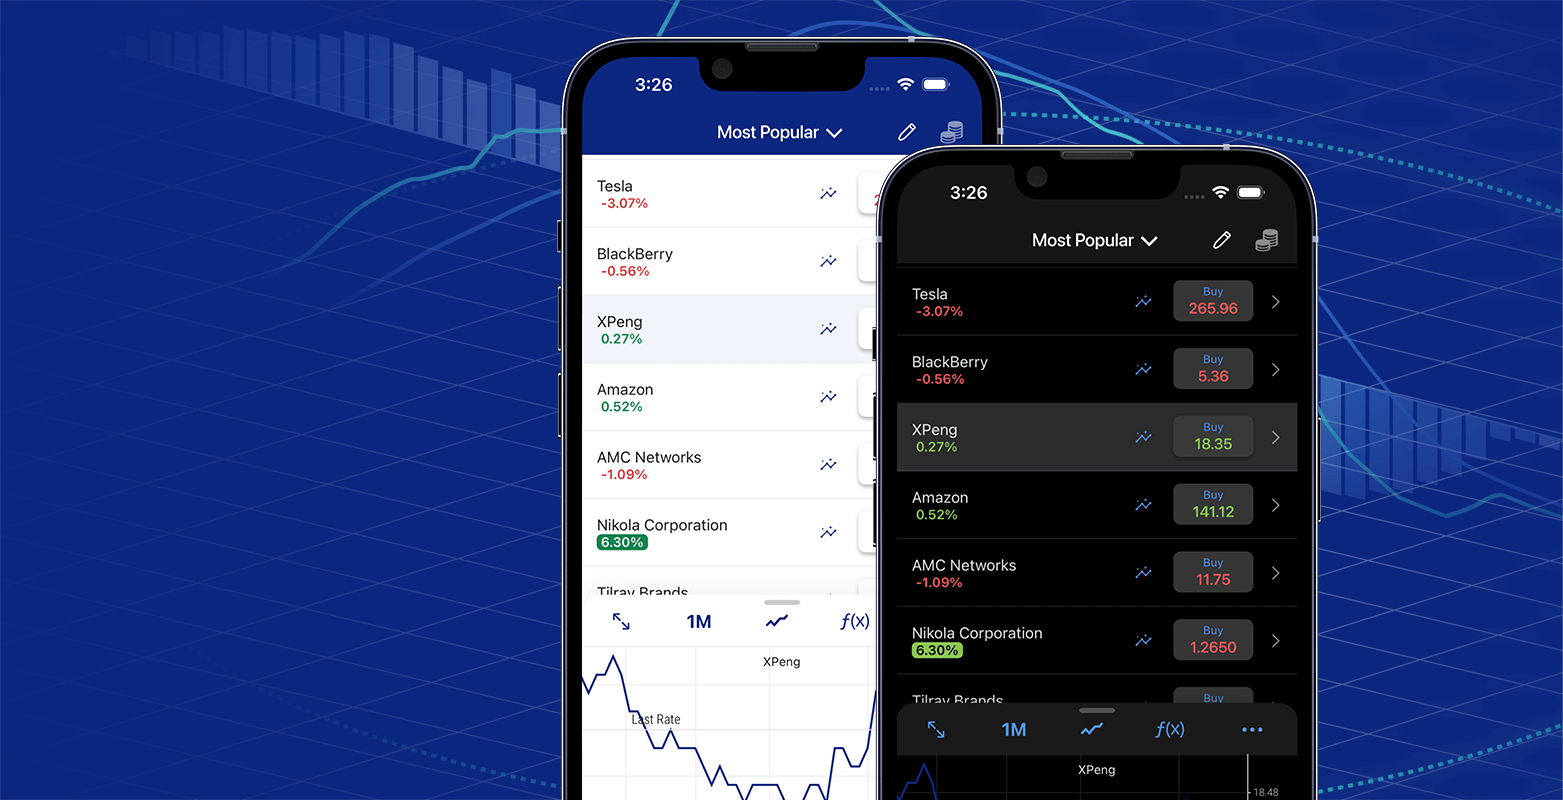 3:26
Most Popular
Tesla
-3.07%
BlackBerry
-0.56%
XPeng
0.27%
Amazon
0.52%
AMC Networks
-1.09%
Nikola Corporation
6.30%
Tilray Brands
1M
f(x)
XPeng
Last Rate
3:26
Most Popular
Tesla
-3.07%
Buy
265.96
BlackBerry
-0.56%
Buy
5.36
XPeng
0.27%
Buy
18.35
Amazon
0.52%
Buy
141.12
AMC Networks
-1.09%
Buy
11.75
Nikola Corporation
6.30%
Buy
1.2650
Tilray Brands
Buy
1M
f(x)
XPeng
18.48